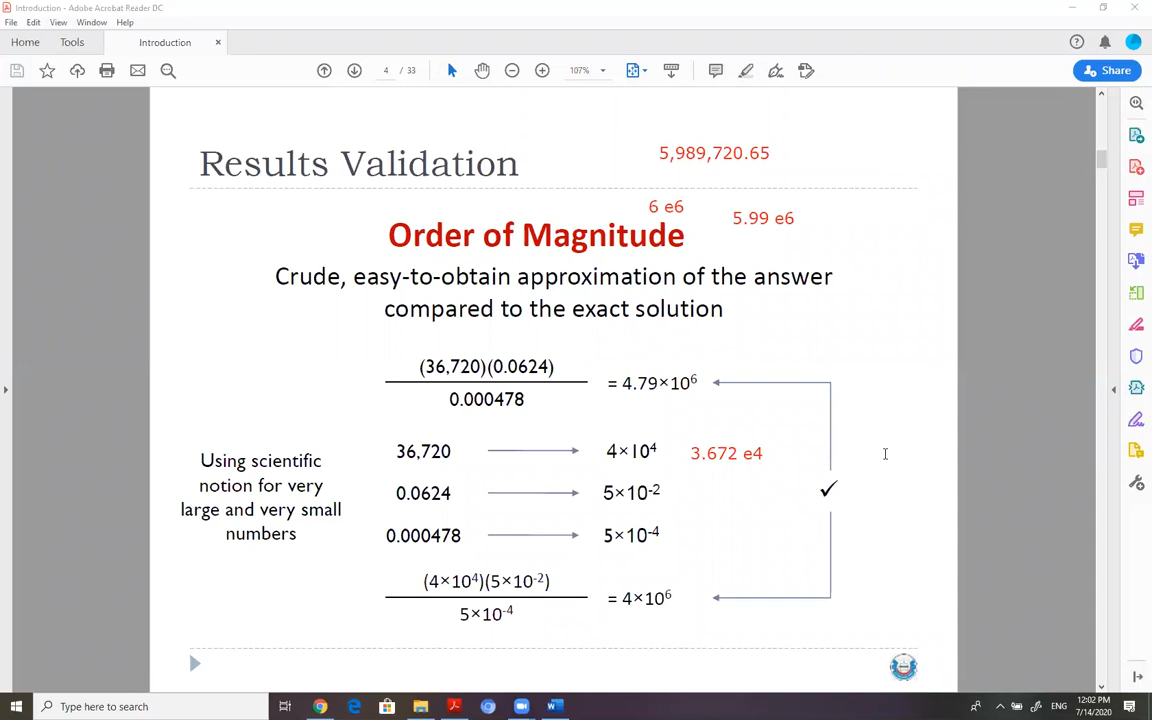 Introduction - Adobe Acrobat Reader DC
File Edit View Window Help
Home Tools Introduction ×
4 / 33 107% Share
Results Validation
5,989,720.65
6 e6
5.99 e6
Order of Magnitude
Crude, easy-to-obtain approximation of the answer
compared to the exact solution
(36,720)(0.0624)
0.000478
= 4.79×10⁶
36,720 4×10⁴ 3.672 e4
0.0624 5×10⁻²
0.000478 5×10⁻⁴
Using scientific
notion for very
large and very small
numbers
✓
(4×10⁴)(5×10⁻²)
5×10⁻⁴
= 4×10⁶
Type here to search
ENG
12:02 PM
7/14/2020